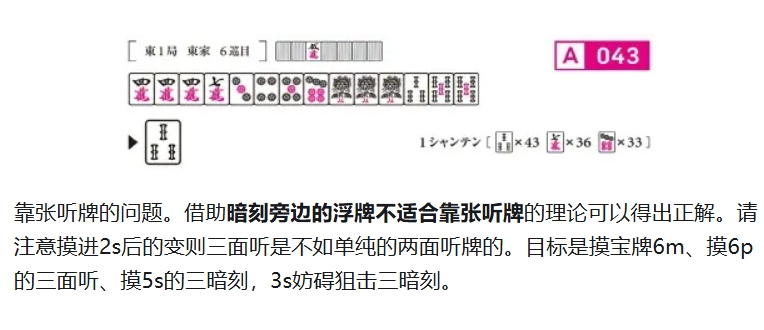 [ 東1局 東家 6巡目 ]
A 043
1シャンテン [ ×43 ×36 ×33 ]
靠张听牌的问题。借助暗刻旁边的浮牌不适合靠张听牌的理论可以得出正解。请
注意摸进2s后的变则三面听是不如单纯的两面听牌的。目标是摸宝牌6m、摸6p
的三面听、摸5s的三暗刻，3s妨碍狙击三暗刻。